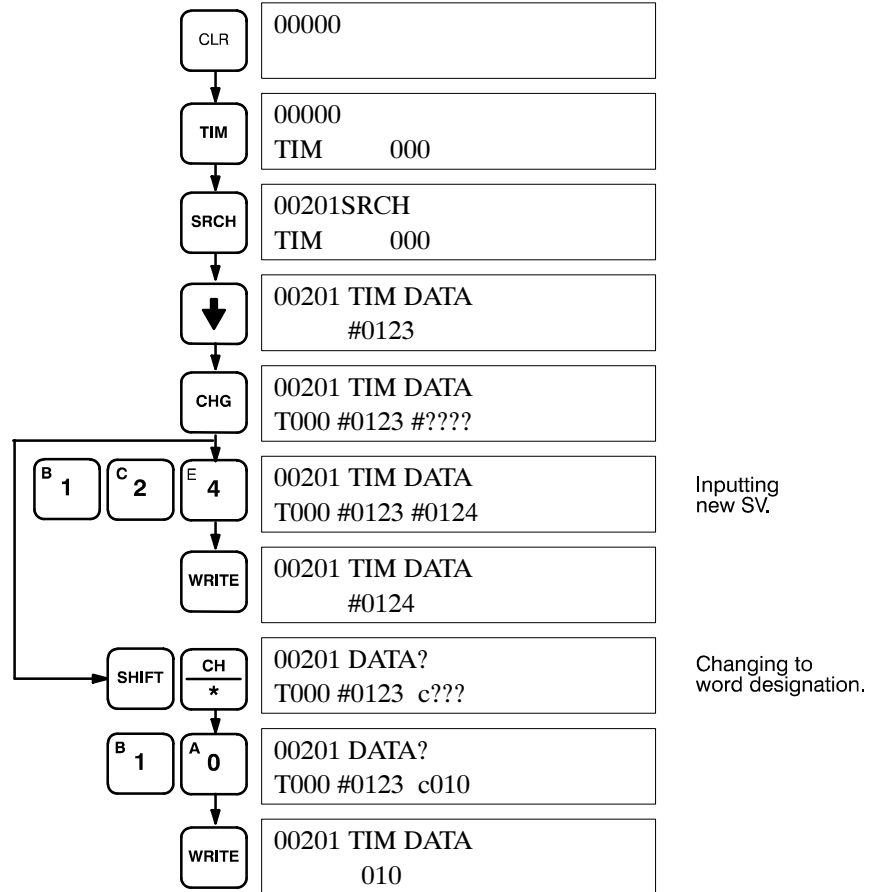 CLR
00000
TIM
00000
TIM 000
SRCH
00201SRCH
TIM 000
00201 TIM DATA
#0123
CHG
00201 TIM DATA
T000 #0123 #????
B 1 C 2 E 4
00201 TIM DATA
T000 #0123 #0124
Inputting
new SV.
WRITE
00201 TIM DATA
#0124
SHIFT CH
*
00201 DATA?
T000 #0123 c???
Changing to
word designation.
B 1 A 0
00201 DATA?
T000 #0123 c010
WRITE
00201 TIM DATA
010